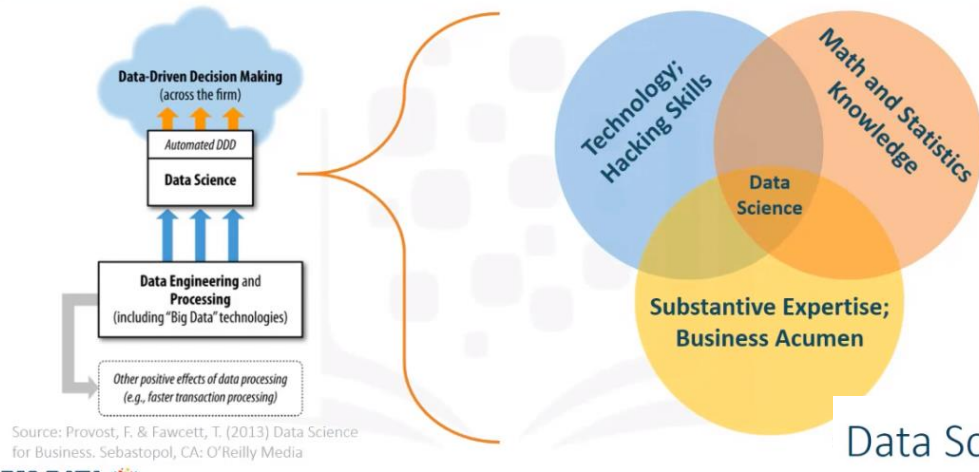 Data-Driven Decision Making
(across the firm)
Automated DDD
Data Science
Data Engineering and
Processing
(including "Big Data" technologies)
Other positive effects of data processing
(e.g., faster transaction processing)
Source: Provost, F. & Fawcett, T. (2013) Data Science
for Business. Sebastopol, CA: O'Reilly Media
Technology;
Hacking Skills
Math and Statistics
Knowledge
Data
Science
Substantive Expertise;
Business Acumen
Data Sc